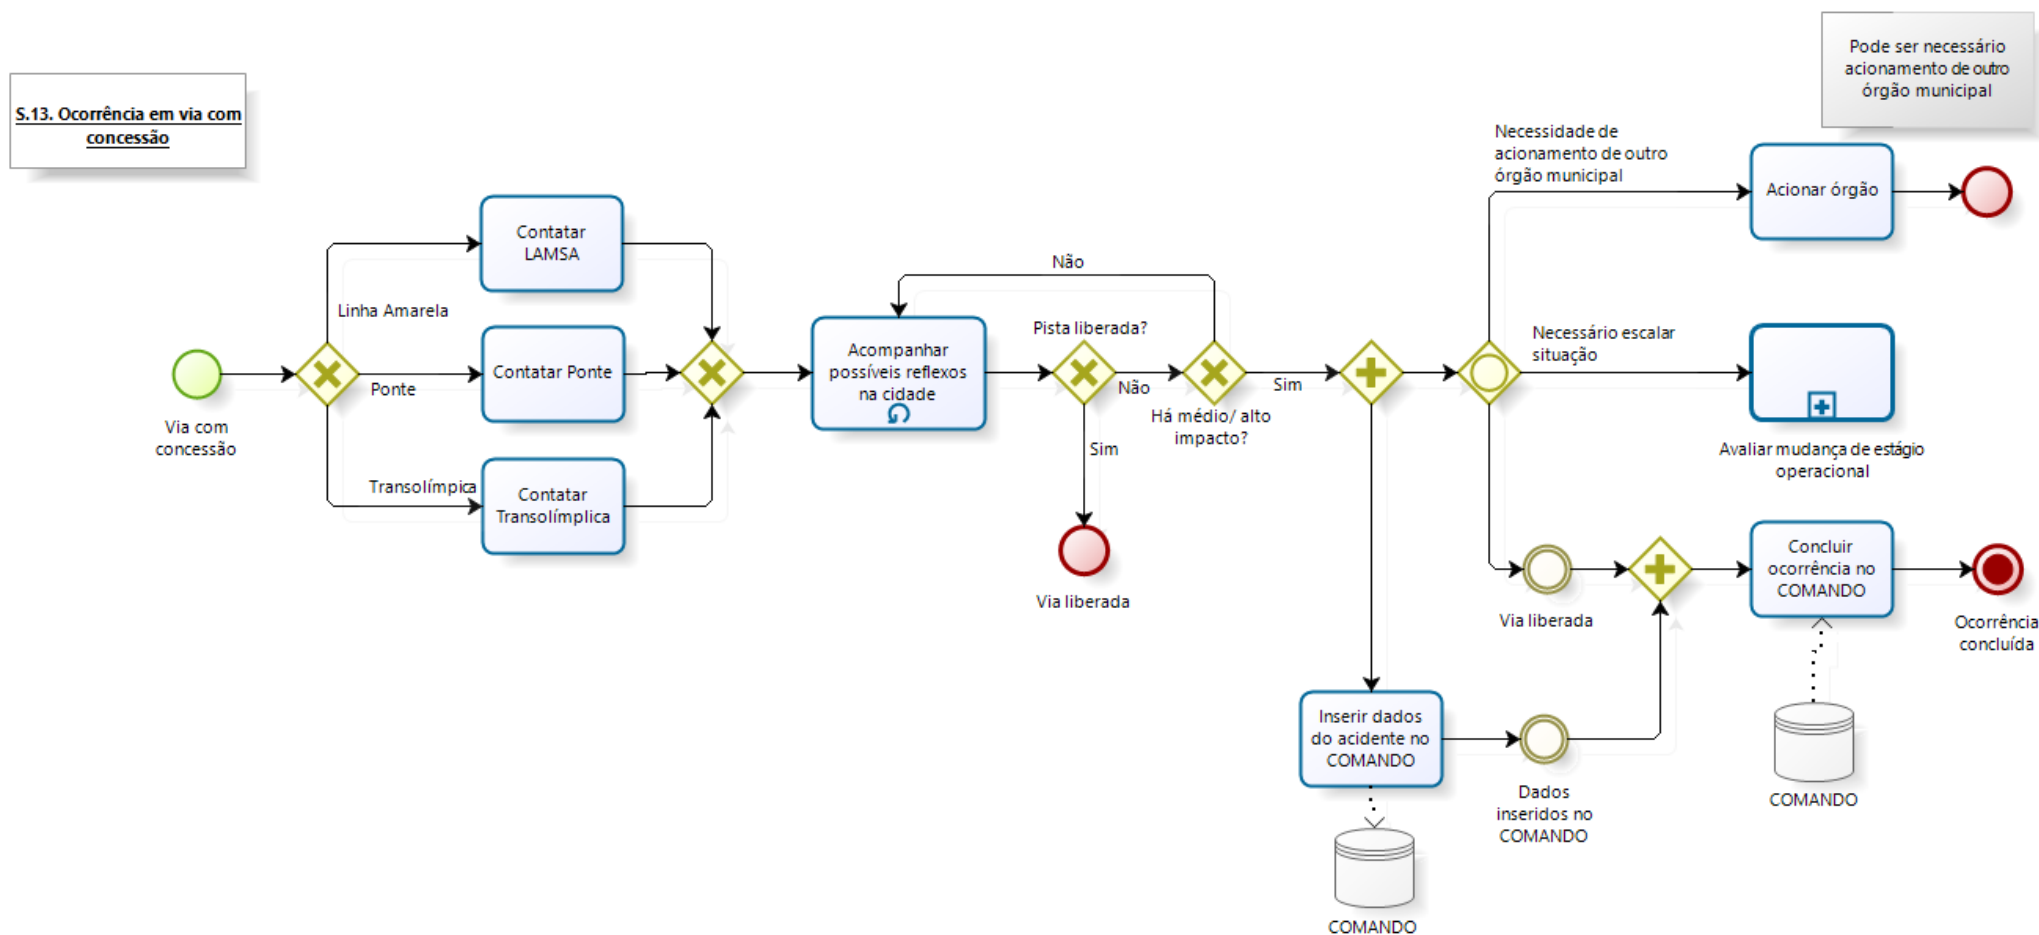 S.13. Ocorrência em via com
concessão
Pode ser necessário
acionamento de outro
órgão municipal
Necessidade de
acionamento de outro
órgão municipal
Acionar órgão
Contatar
LAMSA
Linha Amarela
Não
Pista liberada?
Necessário escalar
situação
Via com
concessão
Ponte
Contatar Ponte
Acompanhar
possíveis reflexos
na cidade
Não
Há médio/ alto
impacto?
Sim
Avaliar mudança de estágio
operacional
Sim
Transolímpica
Contatar
Transolímplica
Via liberada
Via liberada
Concluir
ocorrência no
COMANDO
Ocorrência
concluída
Inserir dados
do acidente no
COMANDO
Dados
inseridos no
COMANDO
COMANDO
COMANDO